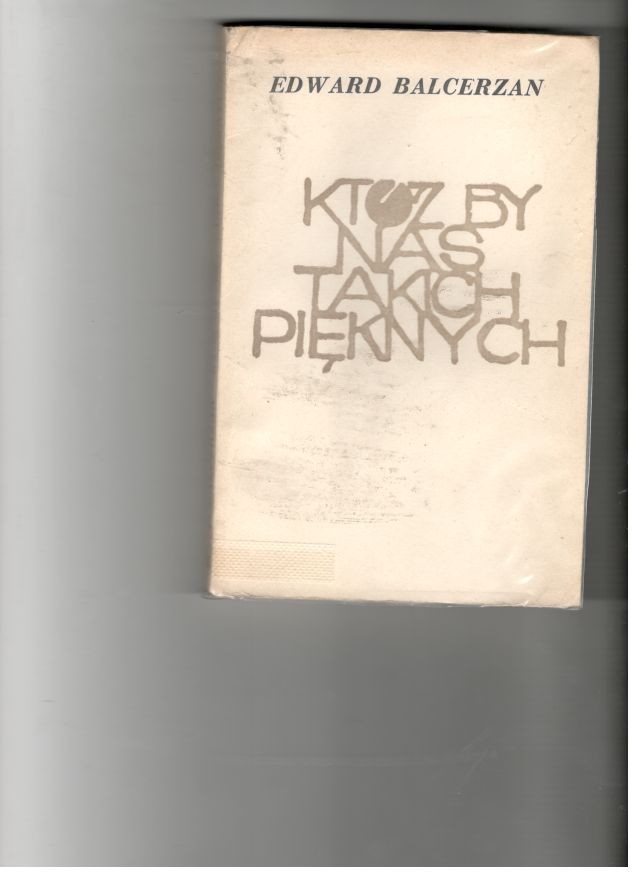 EDWARD BALCERZAN
KTÓŻ BY
NAS
TAKICH
PIĘKNYCH